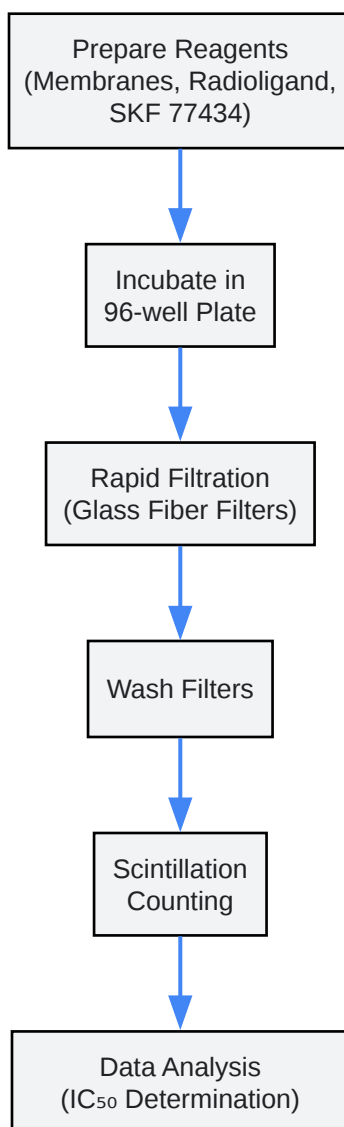 Prepare Reagents
(Membranes, Radioligand,
SKF 77434)
Incubate in
96-well Plate
Rapid Filtration
(Glass Fiber Filters)
Wash Filters
Scintillation
Counting
Data Analysis
(IC₅₀ Determination)